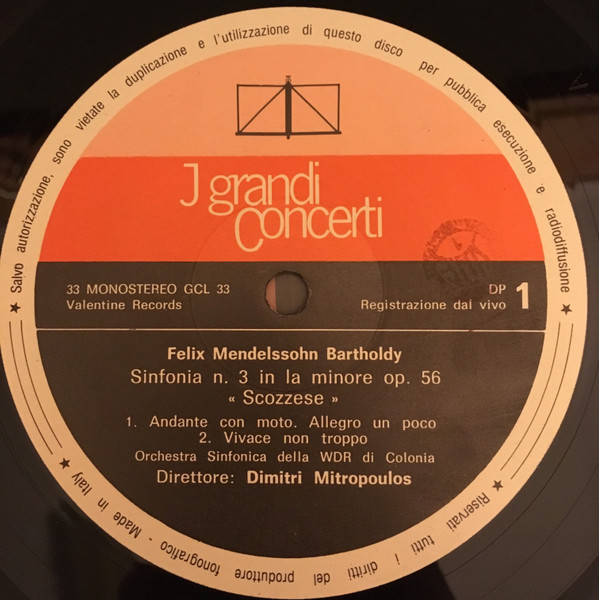 ★ Salvo autorizzazione, sono vietate la duplicazione e l'utilizzazione di questo disco per pubblica esecuzione e radiodiffusione ★
J grandi
Concerti
33 MONOSTEREO GCL 33
Valentine Records
DP 1
Registrazione dal vivo
Felix Mendelssohn Bartholdy
Sinfonia n. 3 in la minore op. 56
« Scozzese »
1. Andante con moto. Allegro un poco
2. Vivace non troppo
Orchestra Sinfonica della WDR di Colonia
Direttore: Dimitri Mitropoulos
★ Riservati tutti i diritti del produttore fonografico - Made in Italy ★